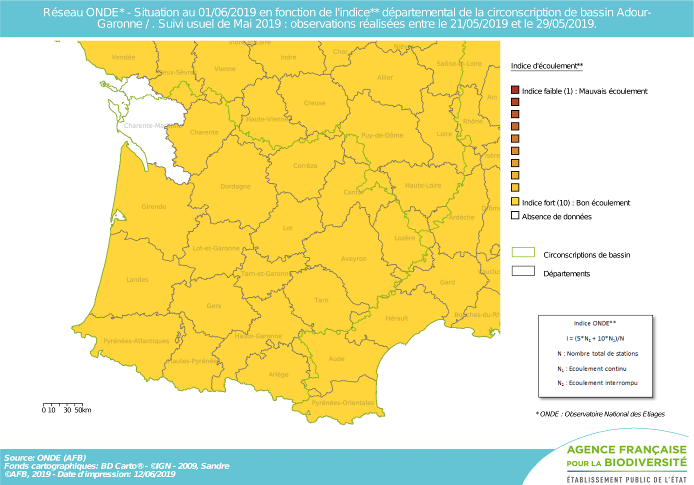 Réseau ONDE* - Situation au 01/06/2019 en fonction de l'indice** départemental de la circonscription de bassin Adour-
Garonne / . Suivi usuel de Mai 2019 : observations réalisées entre le 21/05/2019 et le 29/05/2019.
Vendée
Vienne
Indre
Cher
Allier
Saône-et-Loire
Ain
Creuse
Haute-Vienne
Charente-Maritime
Charente
Puy-de-Dôme
Loire
Rhône
Corrèze
Dordogne
Cantal
Haute-Loire
Gironde
Ardèche
Lot
Lozère
Lot-et-Garonne
Aveyron
Tarn-et-Garonne
Landes
Gard
Gers
Tarn
Hérault
Bouches-du-Rh
Pyrénées-Atlantiques
Haute-Garonne
Hautes-Pyrénées
Aude
Ariège
Pyrénées-Orientales
0 10 30 50km
Indice d'écoulement**
Indice faible (1) : Mauvais écoulement
Indice fort (10) : Bon écoulement
Absence de données
Circonscriptions de bassin
Départements
Indice ONDE**
I = (5*N₂ + 10*N₁)/N
N : Nombre total de stations
N₁ : Ecoulement continu
N₂ : Ecoulement interrompu
* ONDE : Observatoire National des Etiages
Source: ONDE (AFB)
Fonds cartographiques: BD Carto® - ©IGN - 2009, Sandre
©AFB, 2019 - Date d'impression: 12/06/2019
AGENCE FRANÇAISE
POUR LA BIODIVERSITÉ
ÉTABLISSEMENT PUBLIC DE L'ÉTAT